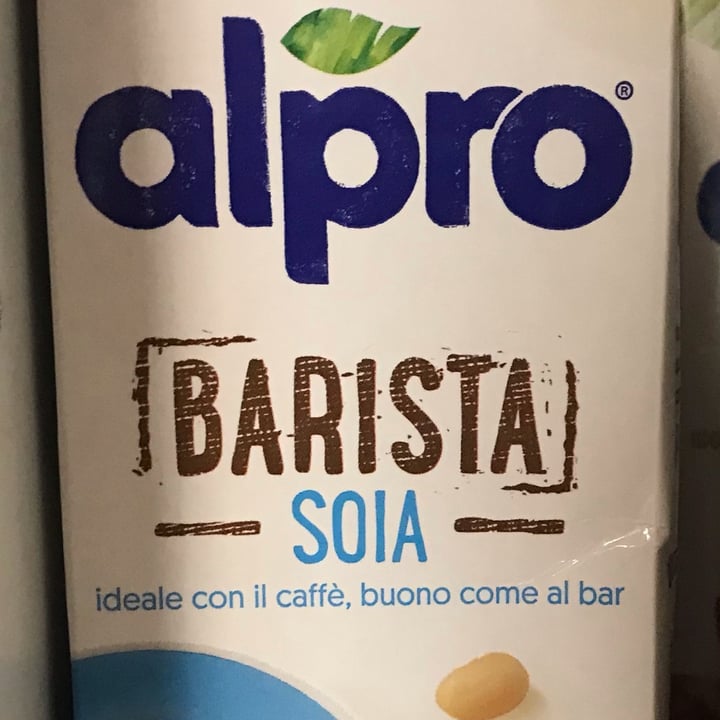 alpro®
BARISTA
SOIA
ideale con il caffè, buono come al bar